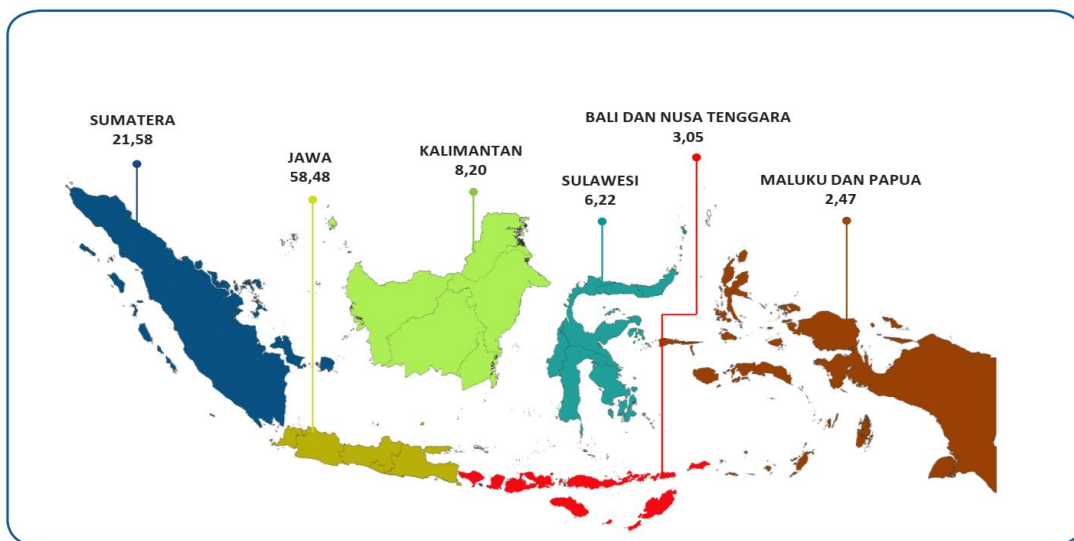 SUMATERA
21,58
JAWA
58,48
KALIMANTAN
8,20
SULAWESI
6,22
BALI DAN NUSA TENGGARA
3,05
MALUKU DAN PAPUA
2,47